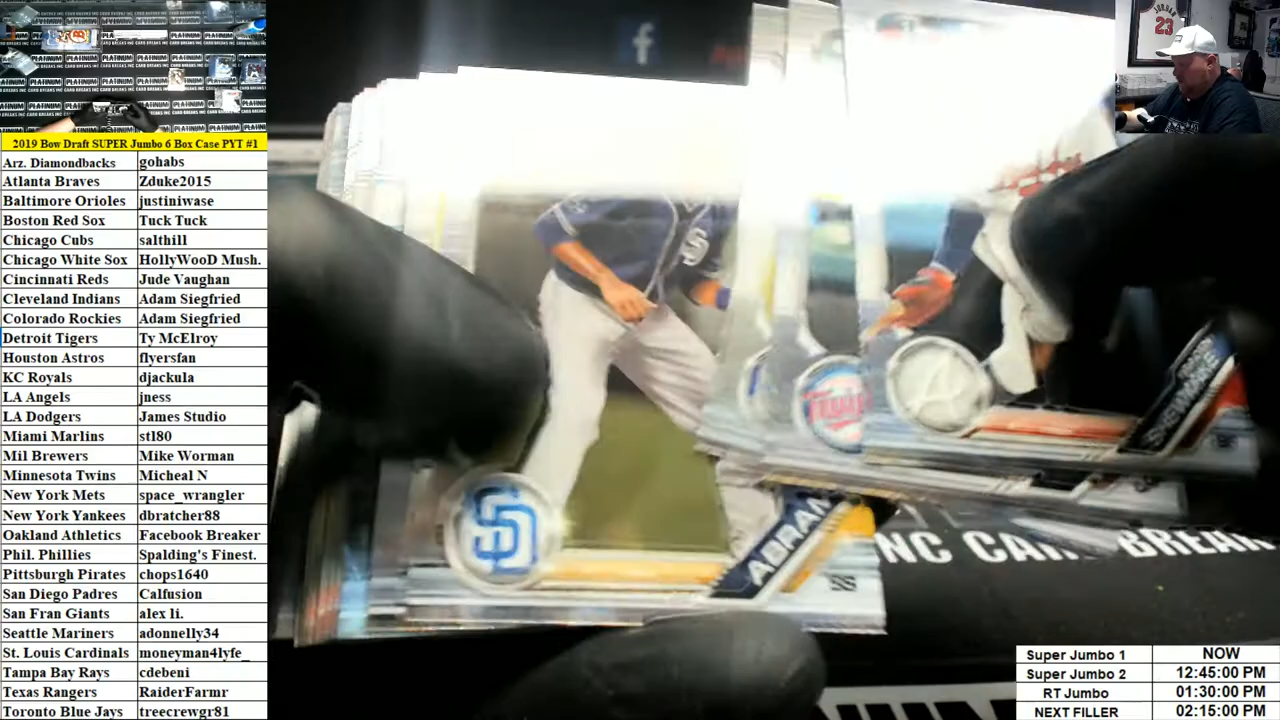 2019 Bow Draft SUPER Jumbo 6 Box Case PYT #1
Arz. Diamondbacks gohabs
Atlanta Braves Zduke2015
Baltimore Orioles justiniwase
Boston Red Sox Tuck Tuck
Chicago Cubs salthill
Chicago White Sox HollyWooD Mush.
Cincinnati Reds Jude Vaughan
Cleveland Indians Adam Siegfried
Colorado Rockies Adam Siegfried
Detroit Tigers Ty McElroy
Houston Astros flyersfan
KC Royals djackula
LA Angels jness
LA Dodgers James Studio
Miami Marlins stl80
Mil Brewers Mike Worman
Minnesota Twins Micheal N
New York Mets space_wrangler
New York Yankees dbratcher88
Oakland Athletics Facebook Breaker
Phil. Phillies Spalding's Finest.
Pittsburgh Pirates chops1640
San Diego Padres Calfusion
San Fran Giants alex li.
Seattle Mariners adonnelly34
St. Louis Cardinals moneyman4lyfe_
Tampa Bay Rays cdebeni
Texas Rangers RaiderFarmr
Toronto Blue Jays treecrewgr81
JORDAN
23
SD
ABRAM
SS
NC CARD BREAK
Super Jumbo 1 NOW
Super Jumbo 2 12:45:00 PM
RT Jumbo 01:30:00 PM
NEXT FILLER 02:15:00 PM